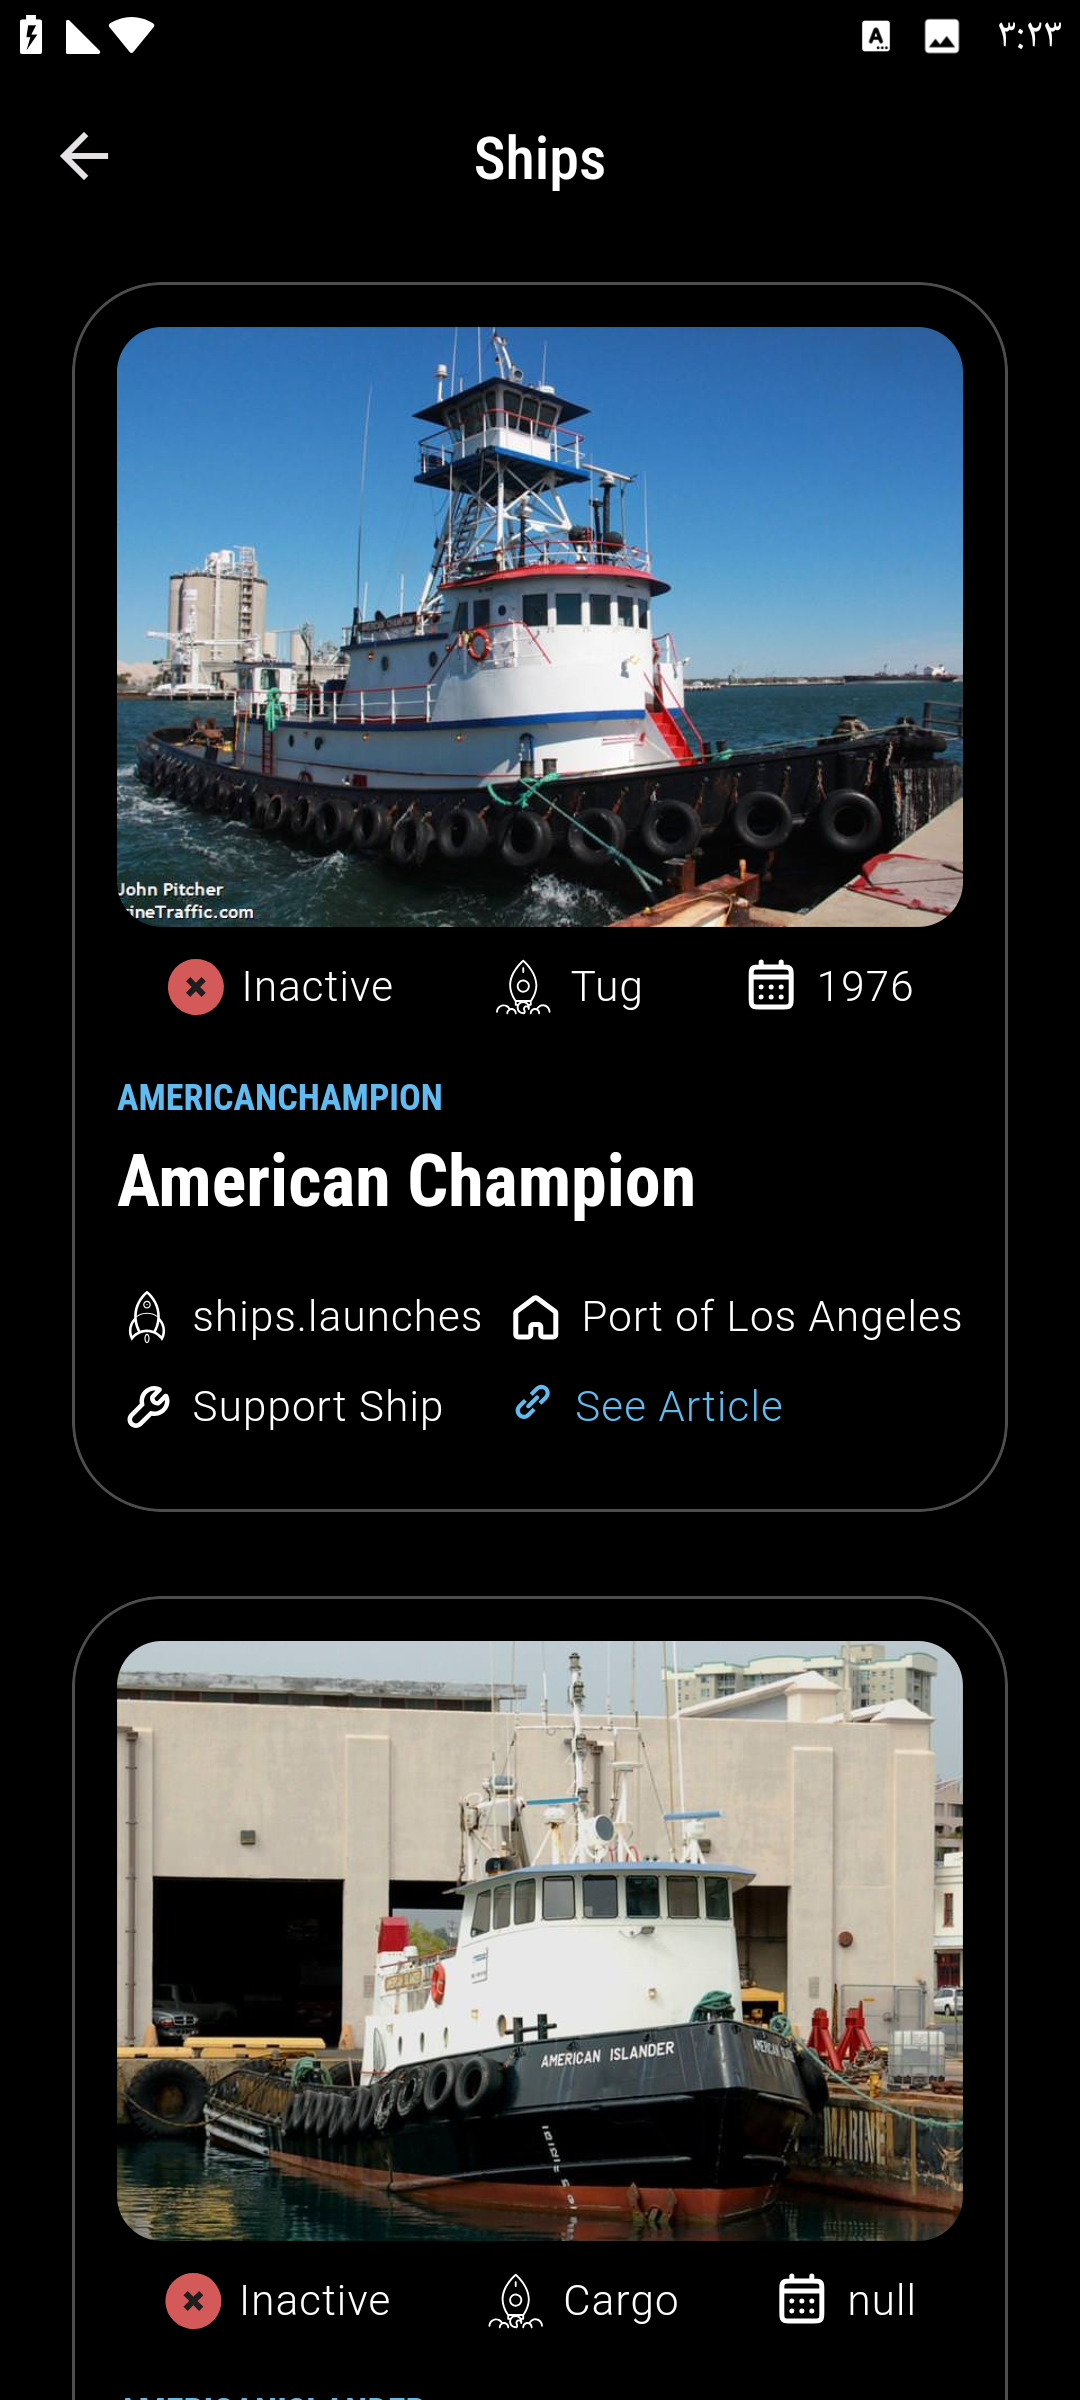 ۳:۲۳
Ships
John Pitcher
ineTraffic.com
Inactive
Tug
1976
AMERICANCHAMPION
American Champion
ships.launches
Port of Los Angeles
Support Ship
See Article
AMERICAN ISLANDER
MARINE
Inactive
Cargo
null